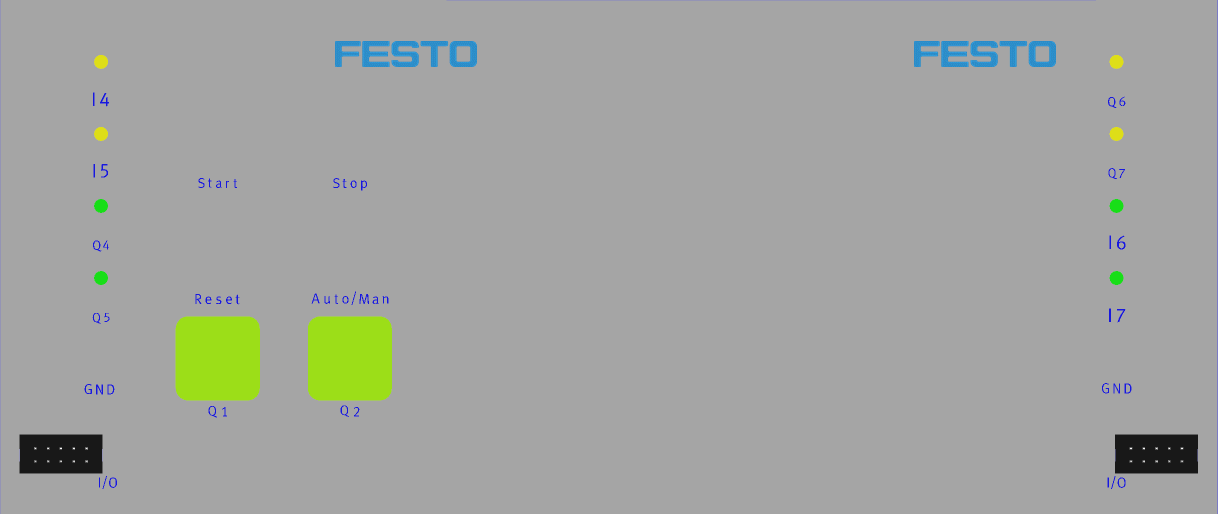 FESTO
FESTO
I4
Q6
I5
Q7
Start
Stop
Q4
I6
Reset
Auto/Man
Q5
I7
GND
GND
Q1
Q2
I/O
I/O